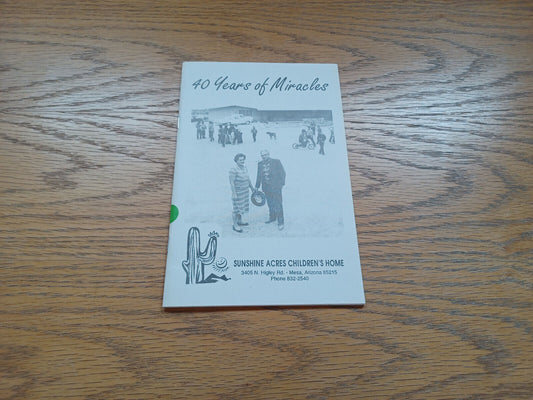 40 Years of Miracles
SUNSHINE ACRES CHILDREN'S HOME
3405 N. Higley Rd. - Mesa, Arizona 85215
Phone 832-2540